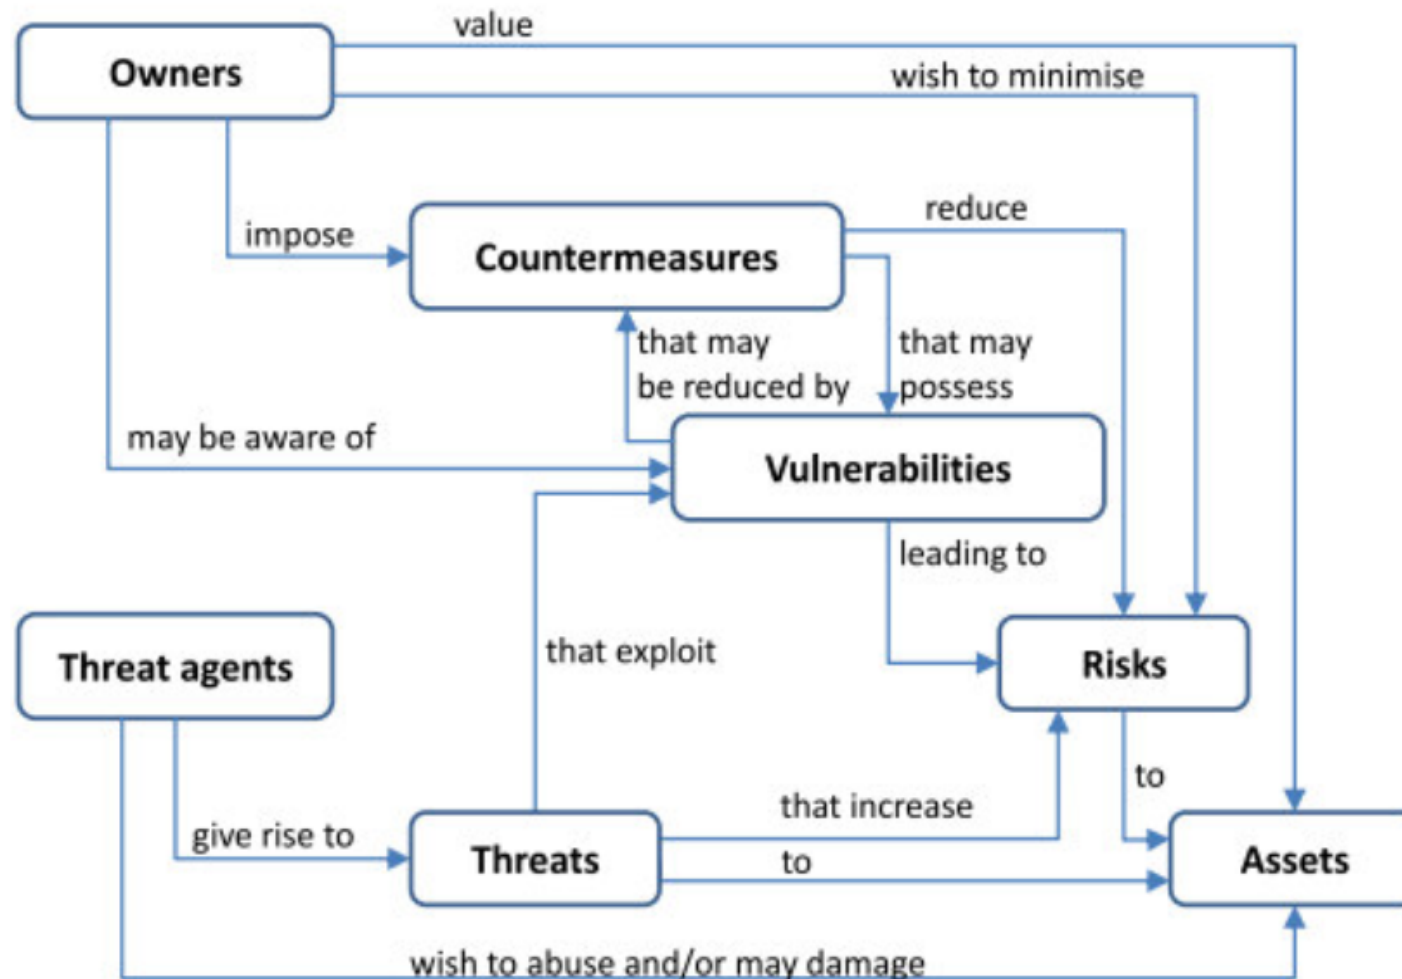 value
Owners
wish to minimise
reduce
impose
Countermeasures
that may
be reduced by
that may
possess
may be aware of
Vulnerabilities
leading to
that exploit
Threat agents
Risks
to
that increase
give rise to
Threats
to
Assets
wish to abuse and/or may damage